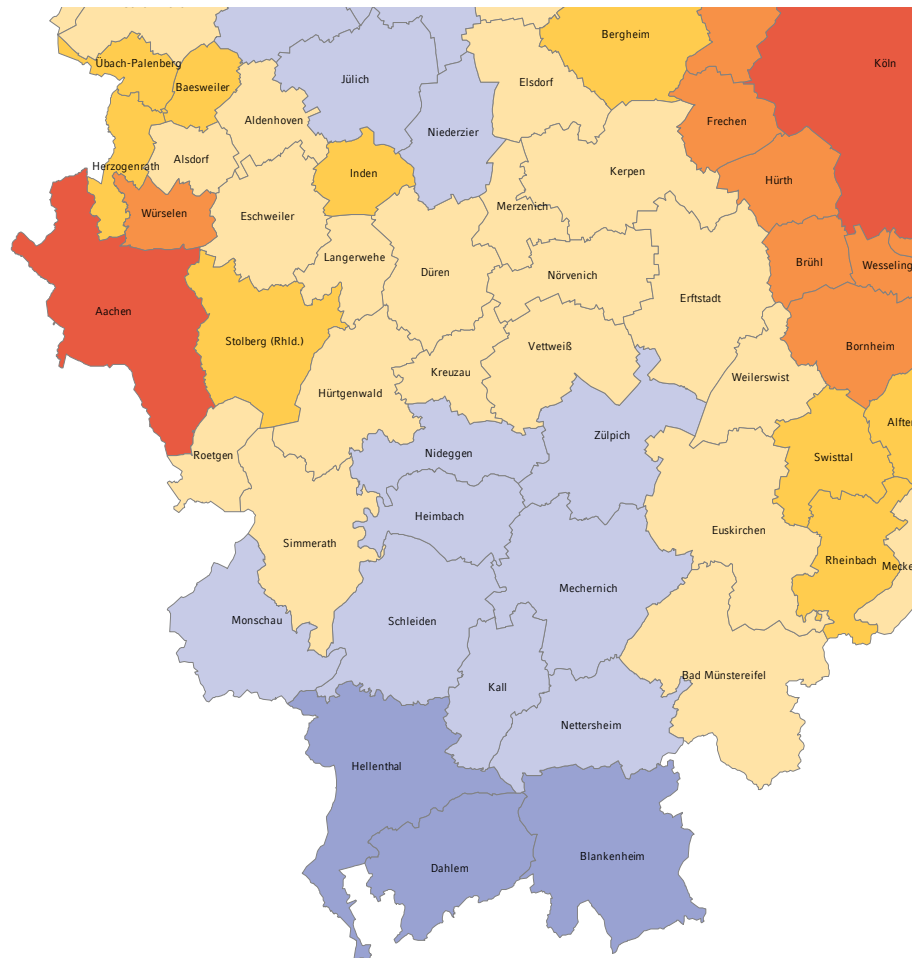 Bergheim
Übach-Palenberg
Köln
Jülich
Elsdorf
Baesweiler
Aldenhoven
Frechen
Niederzier
Alsdorf
Herzogenrath
Inden
Kerpen
Hürth
Merzenich
Würselen
Eschweiler
Langerwehe
Brühl
Wesseling
Düren
Nörvenich
Erftstadt
Aachen
Stolberg (Rhld.)
Vettweiß
Bornheim
Kreuzau
Weilerswist
Hürtgenwald
Alfter
Zülpich
Roetgen
Nideggen
Swisttal
Heimbach
Euskirchen
Simmerath
Rheinbach
Mecke
Mechernich
Monschau
Schleiden
Bad Münstereifel
Kall
Nettersheim
Hellenthal
Blankenheim
Dahlem